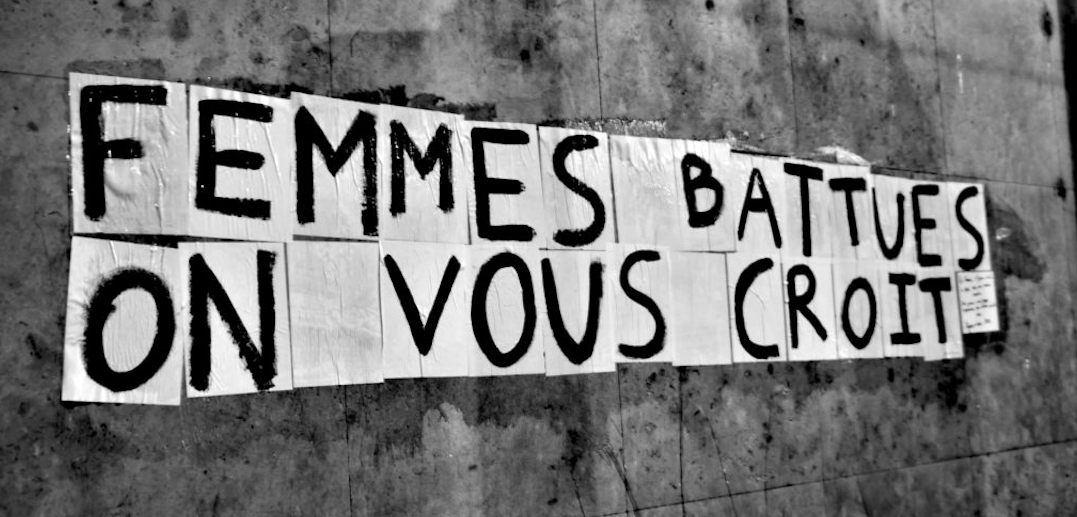 FEMMES BATTUES
ON VOUS CROIT